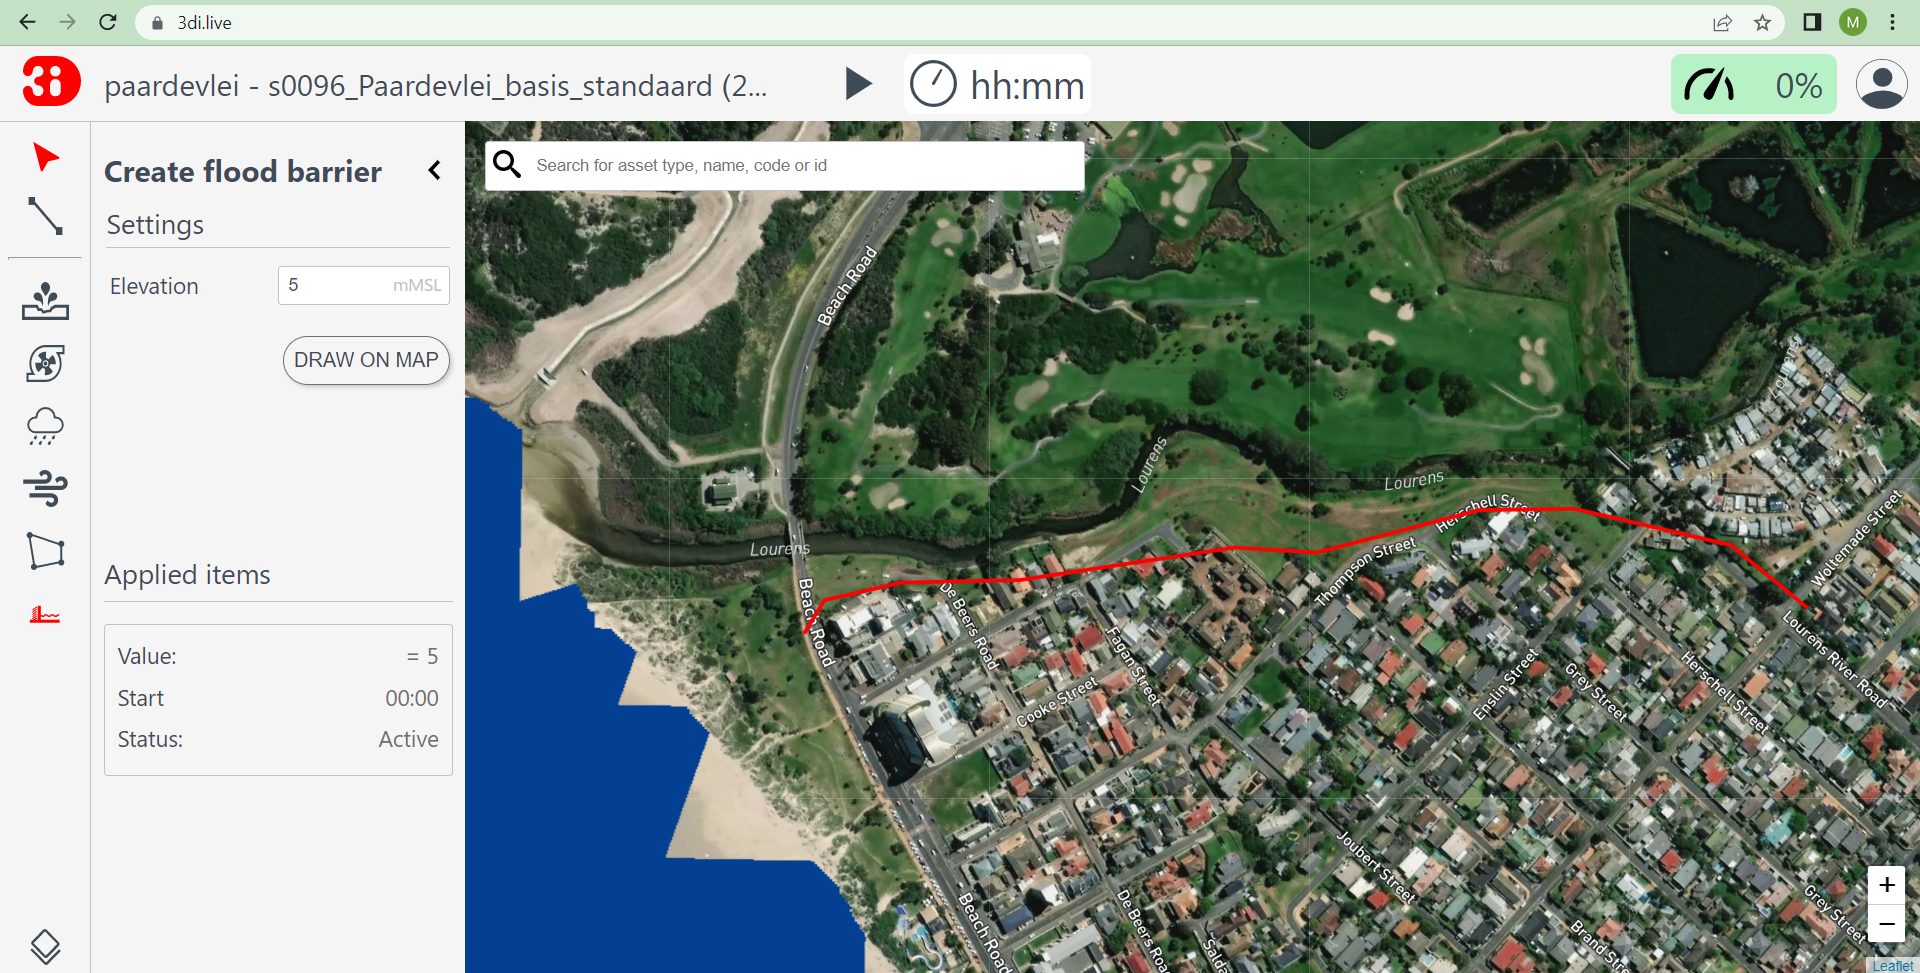 3di.live
M
3i
paardevlei - s0096_Paardevlei_basis_standaard (2...
hh:mm
0%
Create flood barrier
Settings
Elevation
5
mMSL
DRAW ON MAP
Applied items
Value:
= 5
Start
00:00
Status:
Active
Search for asset type, name, code or id
Beach Road
Lourens
Lourens
Lourens
Lourens
Herschell Street
Thompson Street
Woltemade Street
Beach Road
De Beers Road
Fagan Street
Cooke Street
Enslin Street
Grey Street
Herschell Street
Lourens River Road
Joubert Street
Grey Street
Beach Road
De Beers Roa
Salda
Brand Stre
+
−
Leaflet